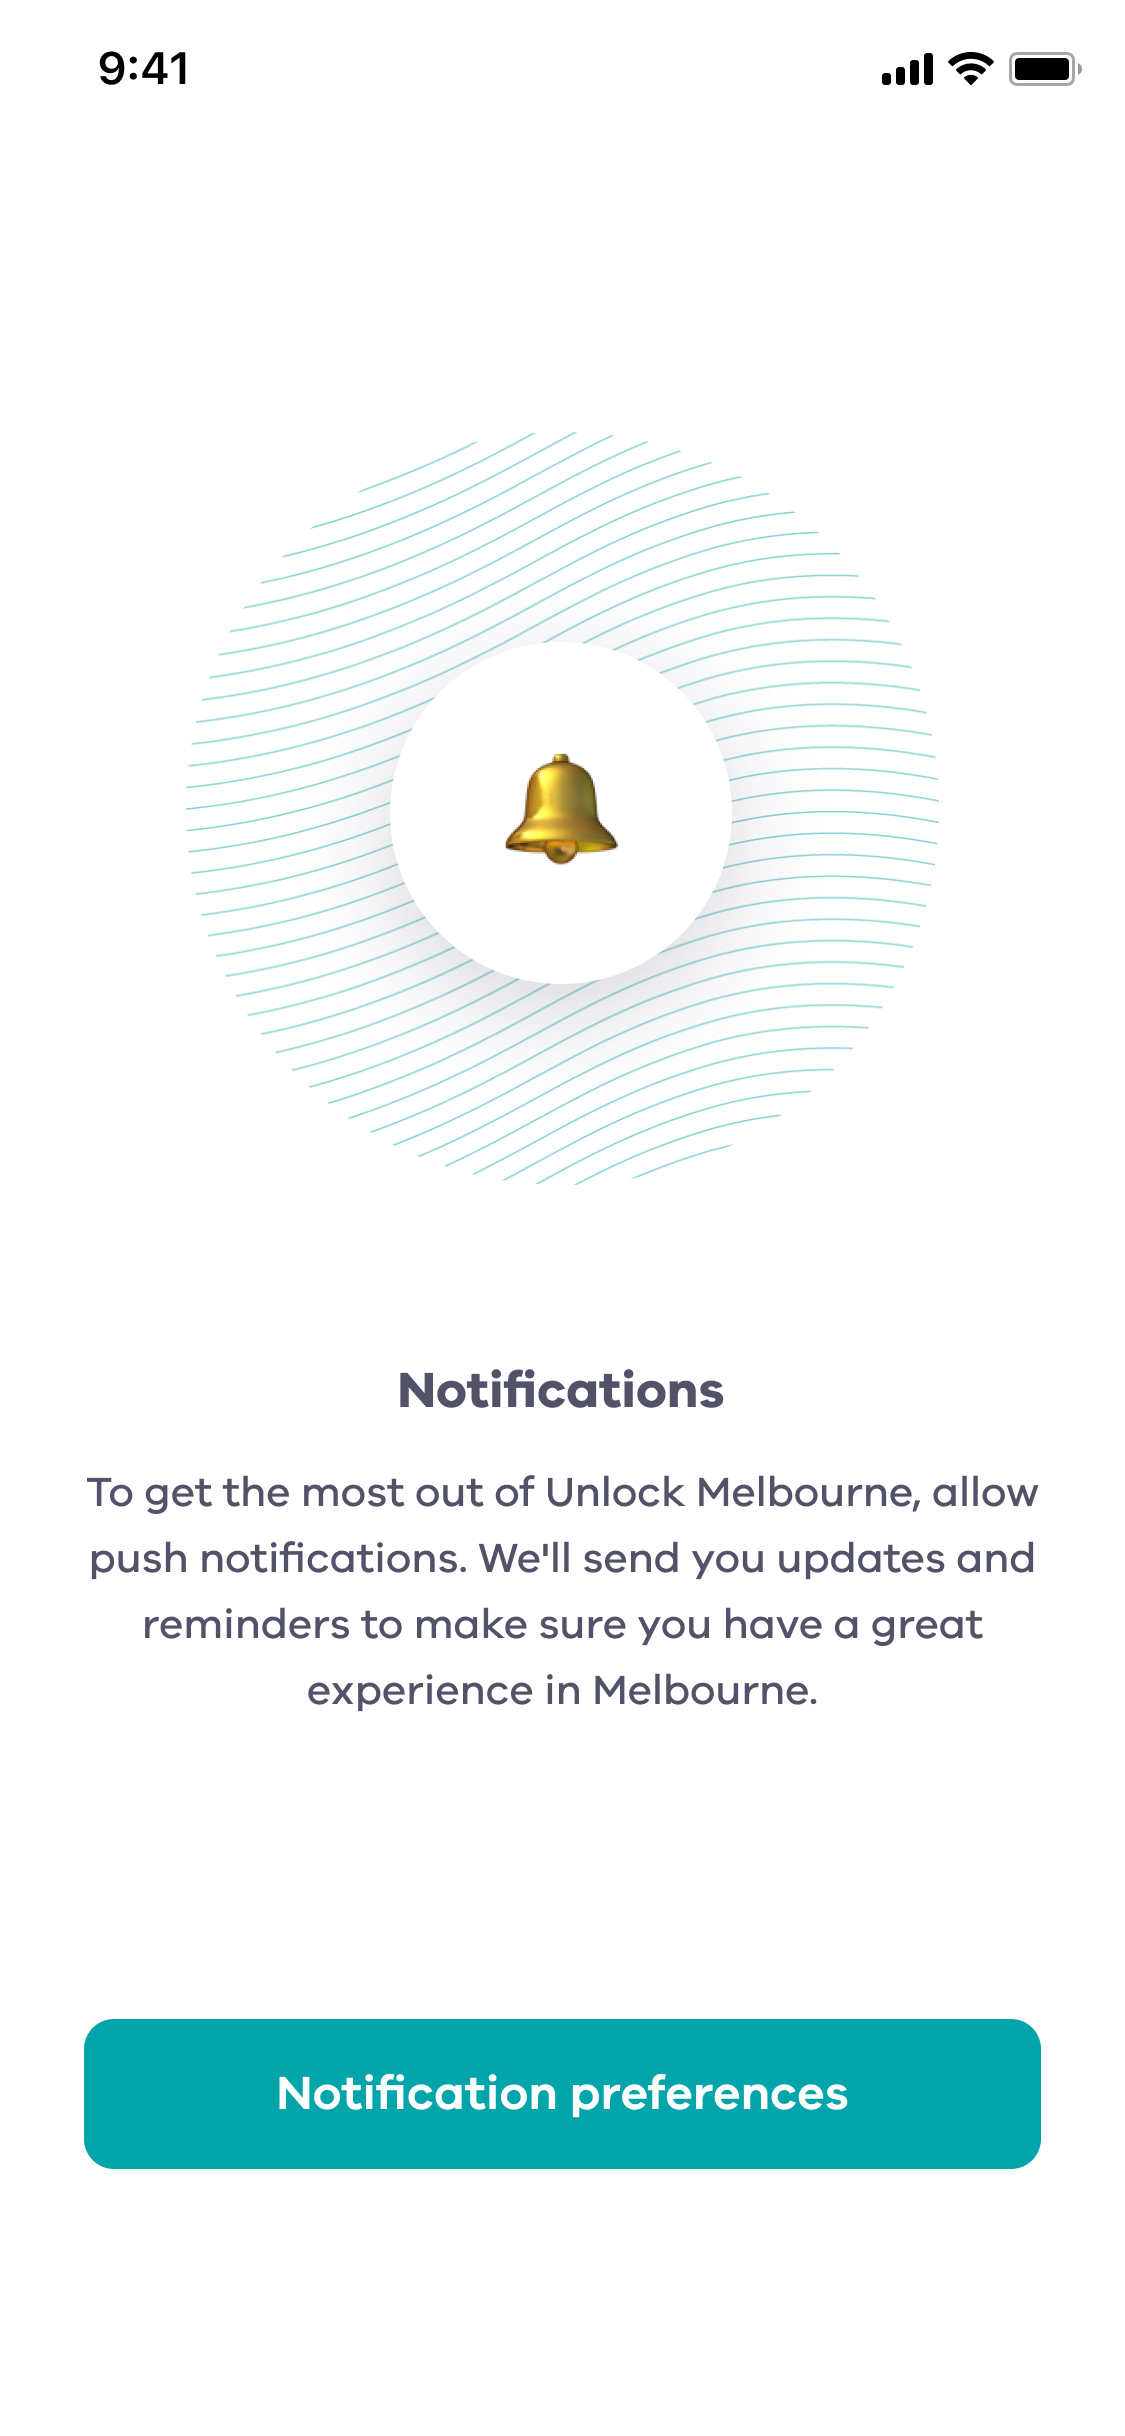 9:41
Notifications
To get the most out of Unlock Melbourne, allow
push notifications. We'll send you updates and
reminders to make sure you have a great
experience in Melbourne.
Notification preferences